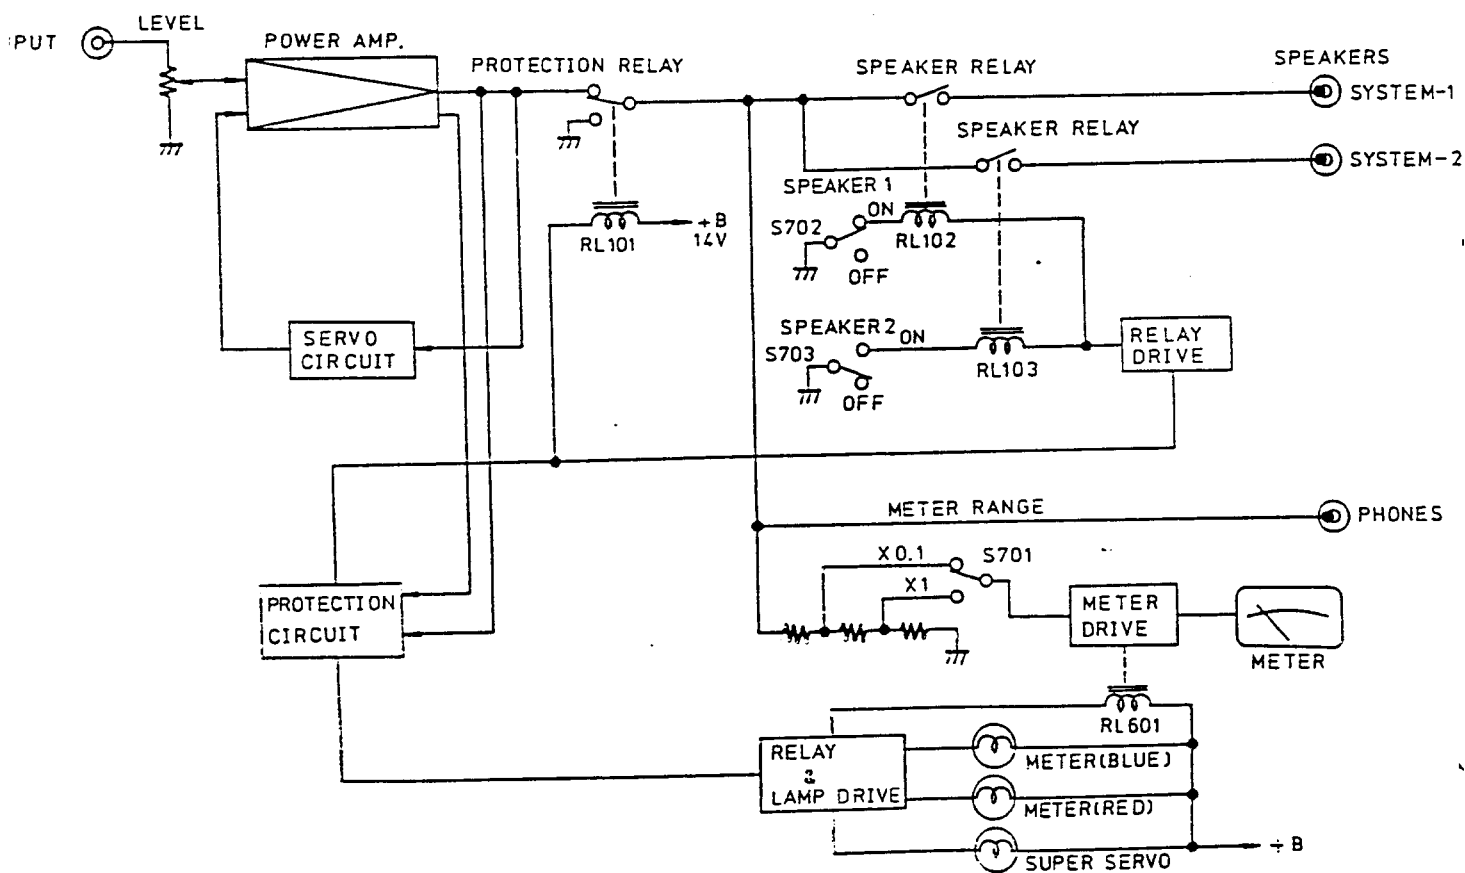 PUT
LEVEL
POWER AMP.
PROTECTION RELAY
SPEAKER RELAY
SPEAKERS
SYSTEM-1
SPEAKER RELAY
SYSTEM-2
SPEAKER 1
ON
S702
RL102
OFF
RL101
+B
14V
SERVO
CIRCUIT
SPEAKER 2
ON
S703
RL103
OFF
RELAY
DRIVE
METER RANGE
PHONES
X0.1
S701
X1
PROTECTION
CIRCUIT
METER
DRIVE
METER
RL601
RELAY
&
LAMP DRIVE
METER(BLUE)
METER(RED)
SUPER SERVO
+B